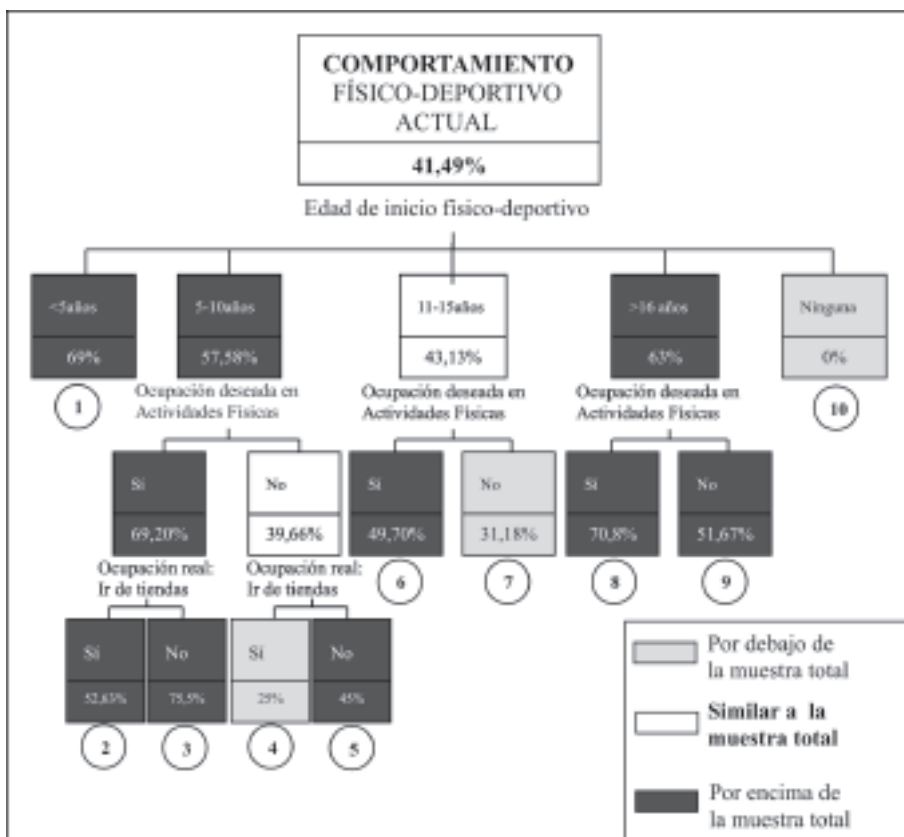 COMPORTAMIENTO
FÍSICO-DEPORTIVO
ACTUAL
41,49%
Edad de inicio físico-deportivo
<5años
5-10años
11-15años
>16 años
Ninguna
69%
57,58%
43,13%
63%
0%
1
Ocupación deseada en
Actividades Físicas
Ocupación deseada en
Actividades Físicas
Ocupación deseada en
Actividades Físicas
10
Sí
No
Sí
No
Sí
No
69,20%
39,66%
49,70%
31,18%
70,8%
51,67%
Ocupación real:
Ir de tiendas
Ocupación real:
Ir de tiendas
6
7
8
9
Sí
No
Sí
No
52,63%
75,5%
25%
45%
2
3
4
5
Por debajo de
la muestra total
Similar a la
muestra total
Por encima de
la muestra total